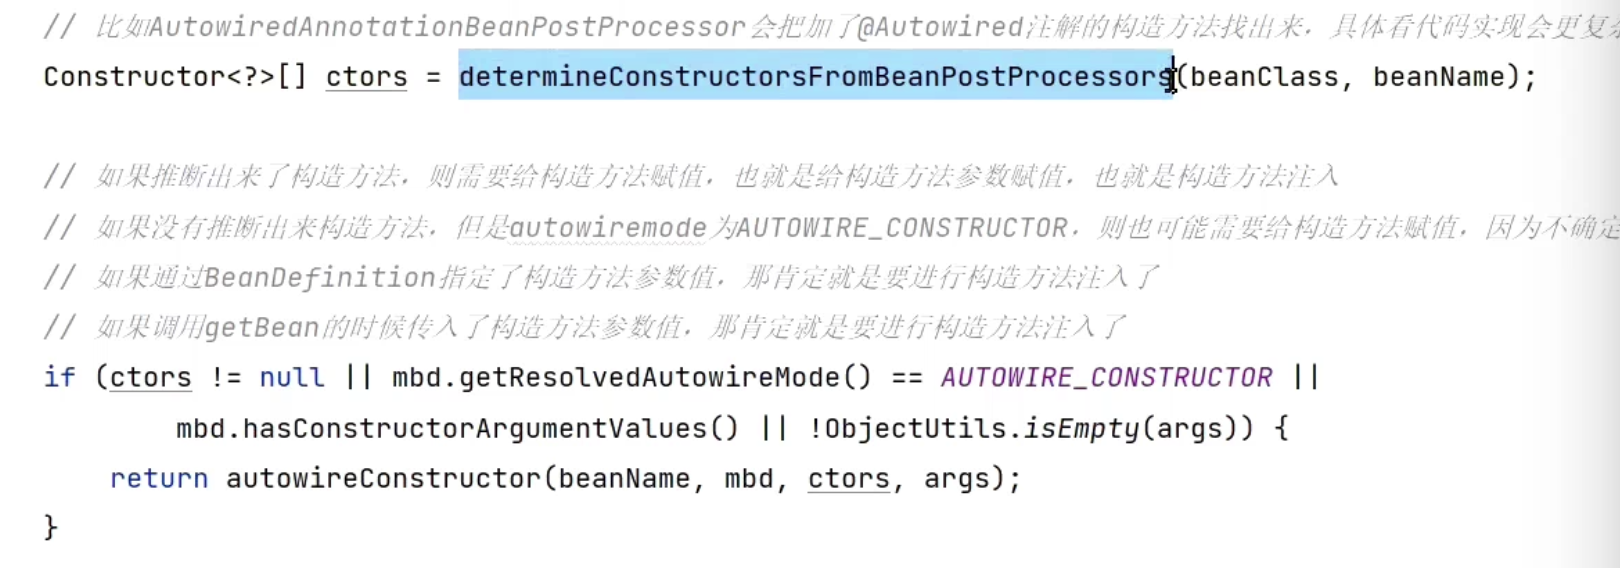 // 比如AutowiredAnnotationBeanPostProcessor会把加了@Autowired注解的构造方法找出来，具体看代码实现会更复杂
Constructor<?>[] ctors = determineConstructorsFromBeanPostProcessors(beanClass, beanName);
// 如果推断出来了构造方法，则需要给构造方法赋值，也就是给构造方法参数赋值，也就是构造方法注入
// 如果没有推断出来构造方法，但是autowiremode为AUTOWIRE_CONSTRUCTOR，则也可能需要给构造方法赋值，因为不确定
// 如果通过BeanDefinition指定了构造方法参数值，那肯定就是要进行构造方法注入了
// 如果调用getBean的时候传入了构造方法参数值，那肯定就是要进行构造方法注入了
if (ctors != null || mbd.getResolvedAutowireMode() == AUTOWIRE_CONSTRUCTOR ||
mbd.hasConstructorArgumentValues() || !ObjectUtils.isEmpty(args)) {
return autowireConstructor(beanName, mbd, ctors, args);
}